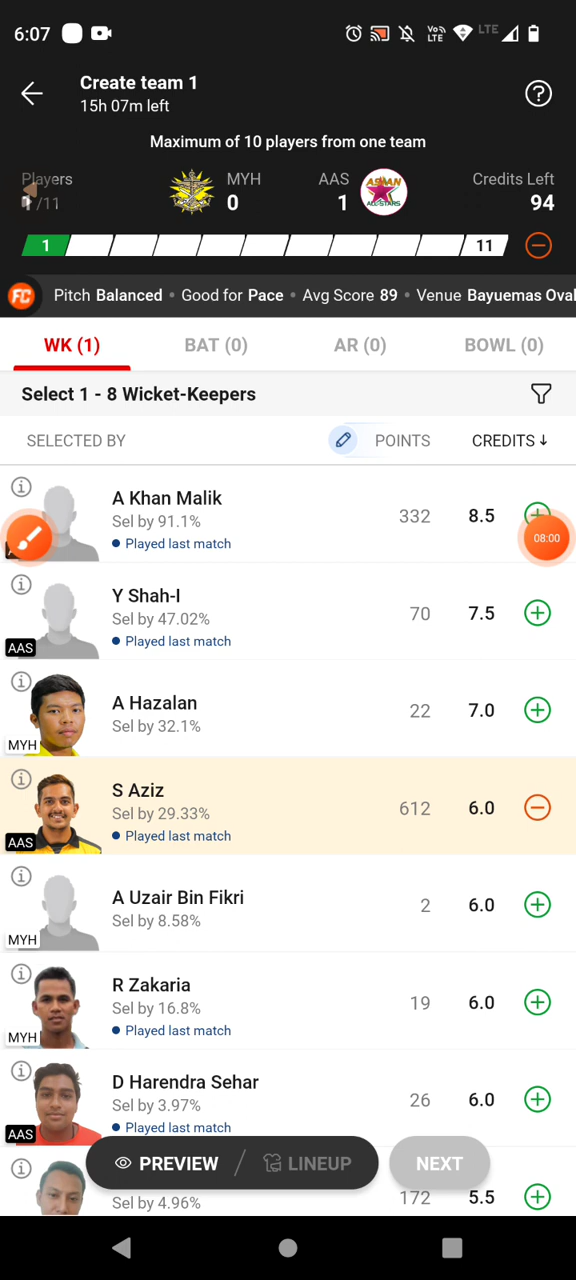 6:07
Vo LTE
LTE
Create team 1
15h 07m left
Maximum of 10 players from one team
Players
/11
MYH
0
AAS
1
ASIAN
ALL-STARS
Credits Left
94
1
11
FC
Pitch Balanced • Good for Pace • Avg Score 89 • Venue Bayuemas Oval
WK (1)
BAT (0)
AR (0)
BOWL (0)
Select 1 - 8 Wicket-Keepers
SELECTED BY
POINTS
CREDITS ↓
A Khan Malik
Sel by 91.1%
Played last match
332
8.5
08:00
Y Shah-I
Sel by 47.02%
Played last match
AAS
70
7.5
A Hazalan
Sel by 32.1%
MYH
22
7.0
S Aziz
Sel by 29.33%
Played last match
AAS
612
6.0
A Uzair Bin Fikri
Sel by 8.58%
MYH
2
6.0
R Zakaria
Sel by 16.8%
Played last match
MYH
19
6.0
D Harendra Sehar
Sel by 3.97%
Played last match
AAS
26
6.0
PREVIEW / LINEUP
NEXT
Sel by 4.96%
172
5.5